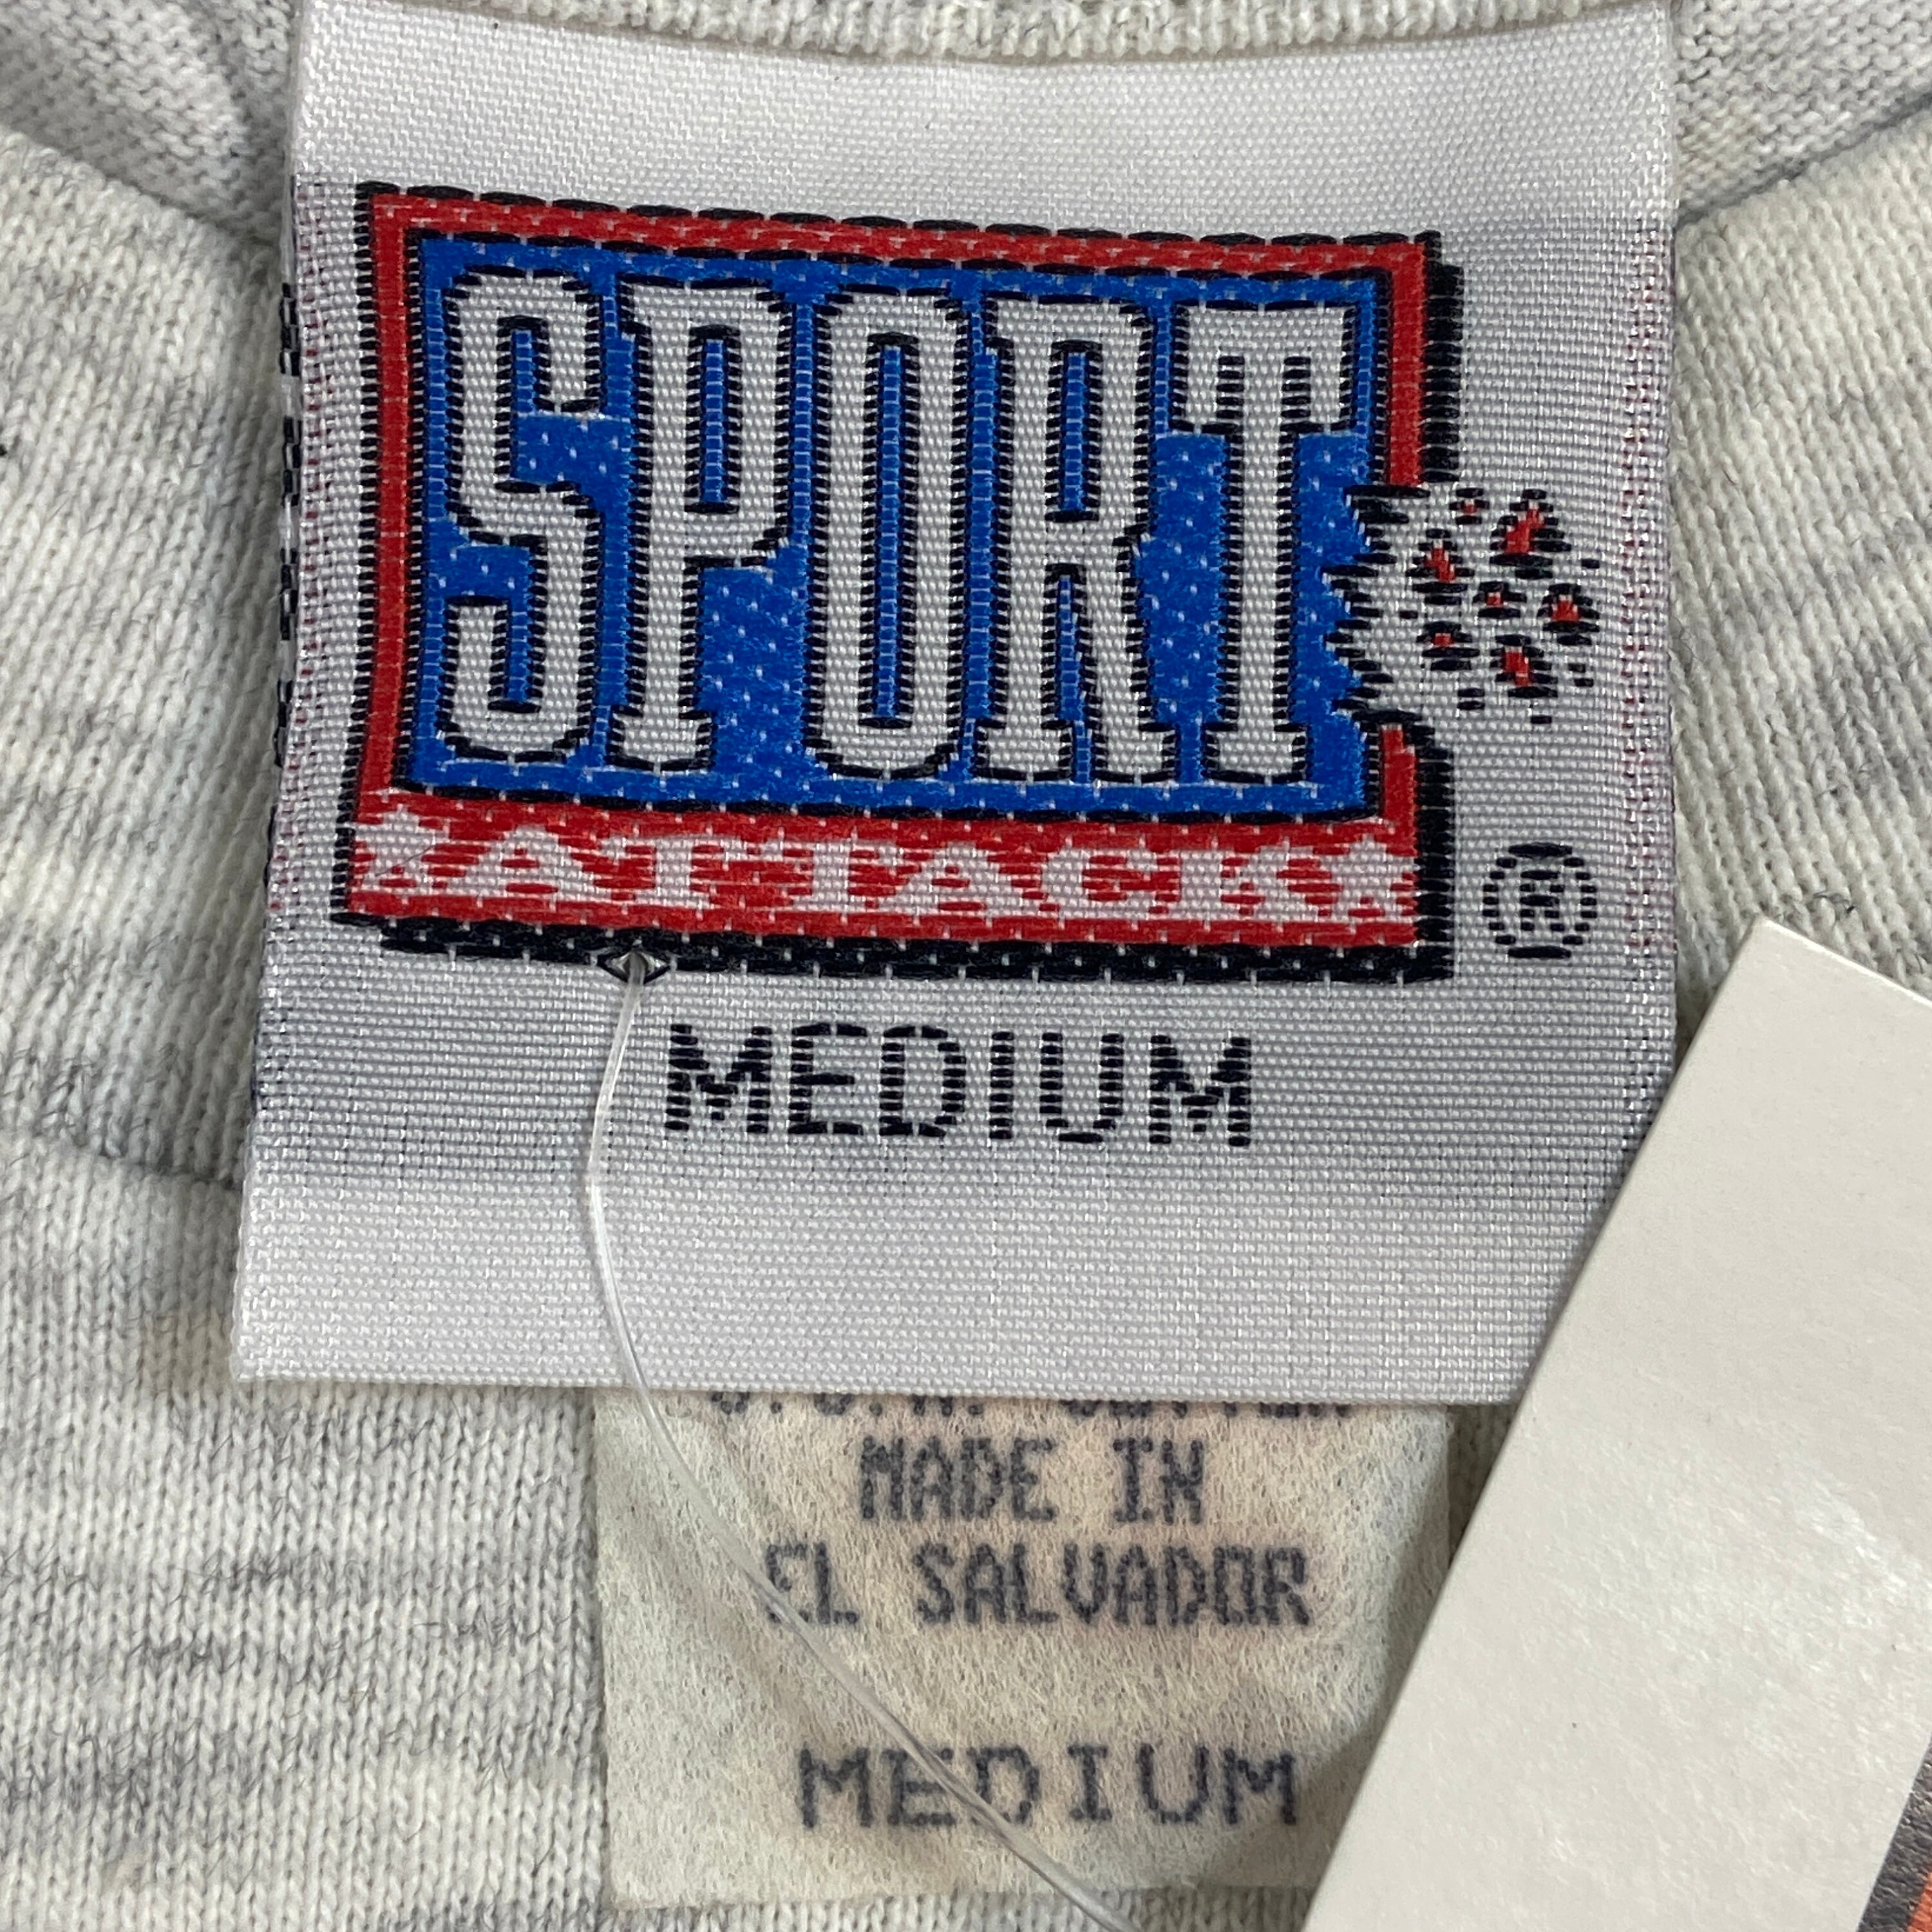 SPORT
ATTACK
®
MEDIUM
MADE IN
EL SALVADOR
MEDIUM